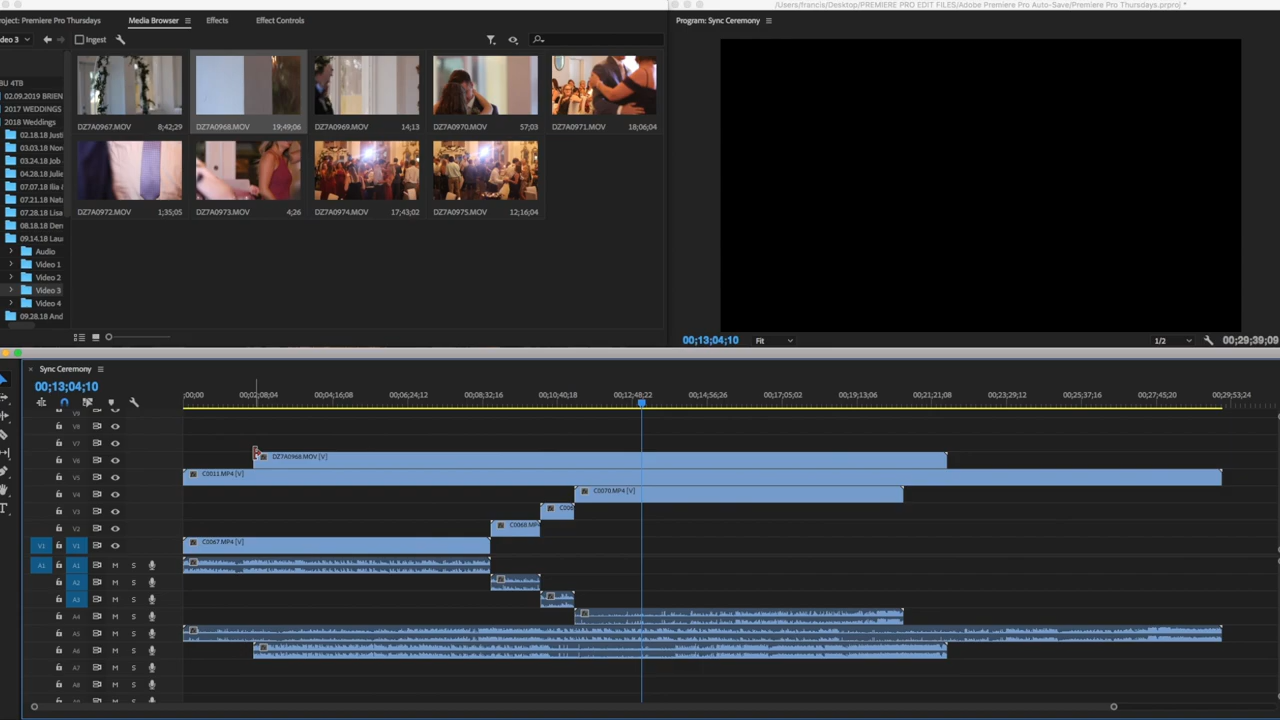 /Users/francis/Desktop/PREMIERE PRO EDIT FILES/Adobe Premiere Pro Auto-Save/Premiere Pro Thursdays.prproj *
roject: Premiere Pro Thursdays
Media Browser
Effects
Effect Controls
Program: Sync Ceremony
deo 3
Ingest
BU 4TB
02.09.2019 BRIEN
2017 WEDDINGS
2018 Weddings
02.18.18 Justi
03.03.18 Nor
03.24.18 Job
04.28.18 Julie
07.07.18 Ilia &
07.21.18 Nata
07.28.18 Lisa
08.18.18 Den
09.14.18 Lau
Audio
Video 1
Video 2
Video 3
Video 4
09.28.18 And
DZ7A0967.MOV 8;42;29
DZ7A0968.MOV 19;49;06
DZ7A0969.MOV 14;13
DZ7A0970.MOV 57;03
DZ7A0971.MOV 18;06;04
DZ7A0972.MOV 1;35;05
DZ7A0973.MOV 4;26
DZ7A0974.MOV 17;43;02
DZ7A0975.MOV 12;16;04
00;13;04;10
Fit
1/2
00;29;39;09
Sync Ceremony
00;13;04;10
;00;00 00;02;08;04 00;04;16;08 00;06;24;12 00;08;32;16 00;10;40;18 00;12;48;22 00;14;56;26 00;17;05;02 00;19;13;06 00;21;21;08 00;23;29;12 00;25;37;16 00;27;45;20 00;29;53;24
V9
V8
V7
V6 DZ7A0968.MOV [V]
V5 C0011.MP4 [V]
V4 C0070.MP4 [V]
V3
V2
V1 V1 C0067.MP4 [V]
A1 A1 M S
A2 M S
A3 M S
A4 M S
A5 M S
A6 M S
A7 M S
A8 M S